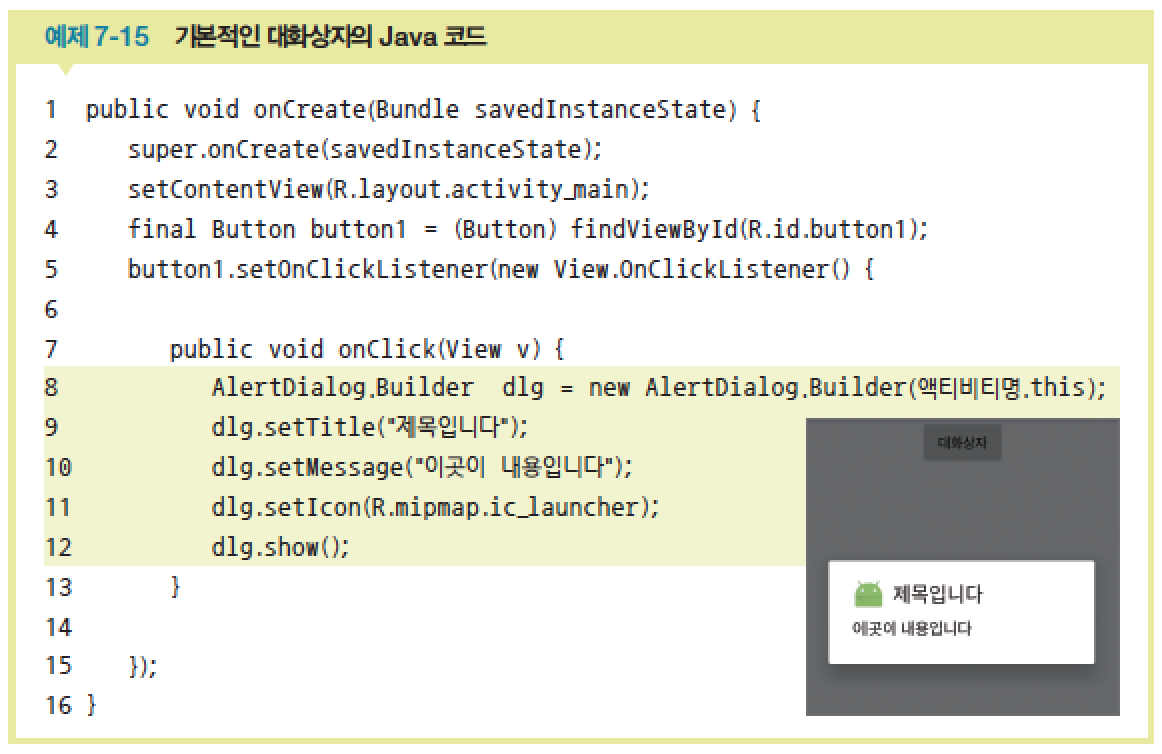 예제 7-15 기본적인 대화상자의 Java 코드
1 public void onCreate(Bundle savedInstanceState) {
2 super.onCreate(savedInstanceState);
3 setContentView(R.layout.activity_main);
4 final Button button1 = (Button) findViewById(R.id.button1);
5 button1.setOnClickListener(new View.OnClickListener() {
6
7 public void onClick(View v) {
8 AlertDialog.Builder dlg = new AlertDialog.Builder(액티비티명.this);
9 dlg.setTitle("제목입니다");
10 dlg.setMessage("이곳이 내용입니다");
11 dlg.setIcon(R.mipmap.ic_launcher);
12 dlg.show();
13 }
14
15 });
16 }
대화상자
제목입니다
이곳이 내용입니다